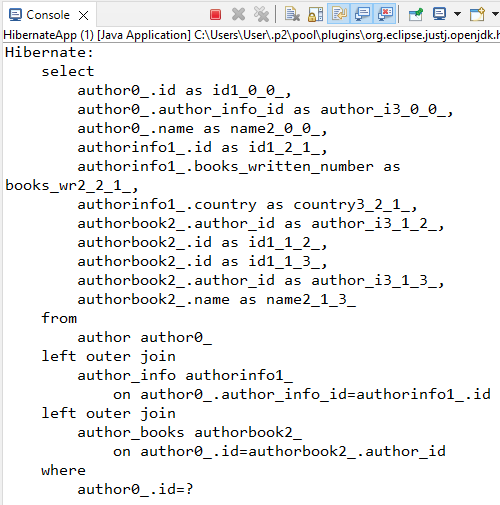 Console
HibernateApp (1) [Java Application] C:\Users\User\.p2\pool\plugins\org.eclipse.justj.openjdk.h
Hibernate:
    select
        author0_.id as id1_0_0_,
        author0_.author_info_id as author_i3_0_0_,
        author0_.name as name2_0_0_,
        authorinfo1_.id as id1_2_1_,
        authorinfo1_.books_written_number as
books_wr2_2_1_,
        authorinfo1_.country as country3_2_1_,
        authorbook2_.author_id as author_i3_1_2_,
        authorbook2_.id as id1_1_2_,
        authorbook2_.id as id1_1_3_,
        authorbook2_.author_id as author_i3_1_3_,
        authorbook2_.name as name2_1_3_
    from
        author author0_
    left outer join
        author_info authorinfo1_
            on author0_.author_info_id=authorinfo1_.id
    left outer join
        author_books authorbook2_
            on author0_.id=authorbook2_.author_id
    where
        author0_.id=?